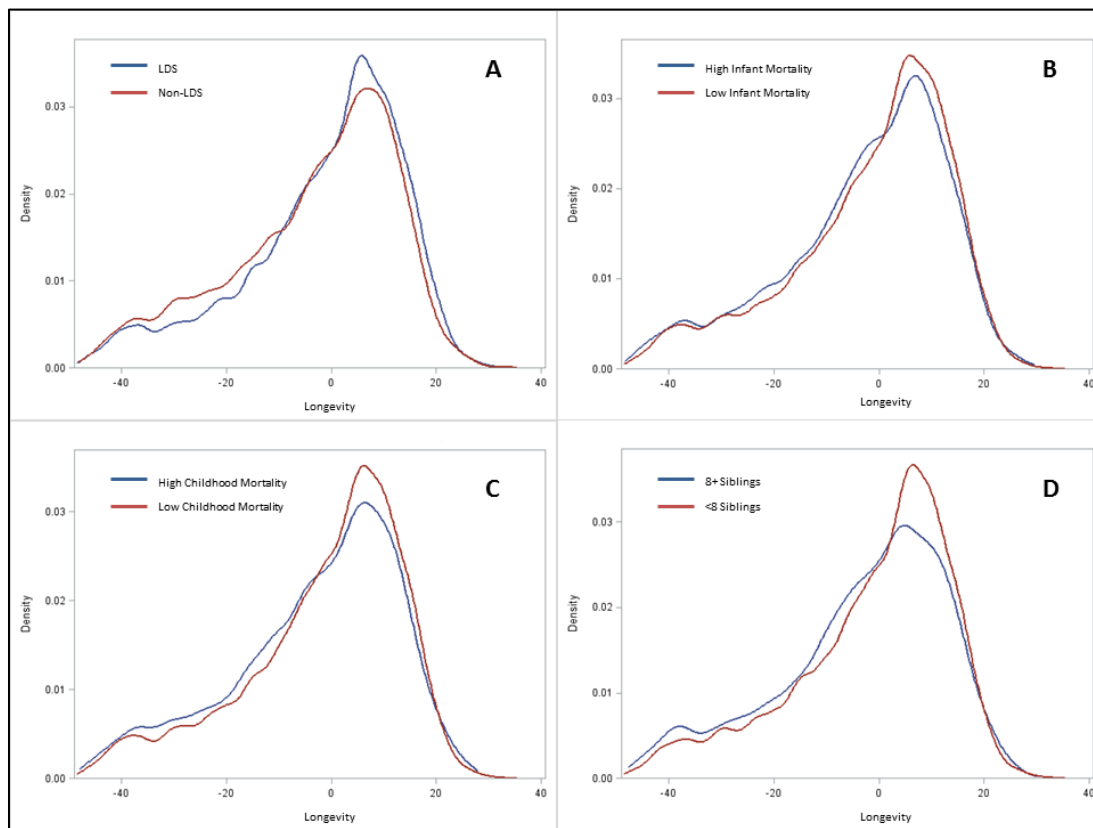 LDS
Non-LDS
A
0.03
0.02
0.01
0.00
Density
-40 -20 0 20 40
Longevity
High Infant Mortality
Low Infant Mortality
B
0.03
0.02
0.01
0.00
Density
-40 -20 0 20 40
Longevity
High Childhood Mortality
Low Childhood Mortality
C
0.03
0.02
0.01
0.00
Density
-40 -20 0 20 40
Longevity
8+ Siblings
<8 Siblings
D
0.03
0.02
0.01
0.00
Density
-40 -20 0 20 40
Longevity